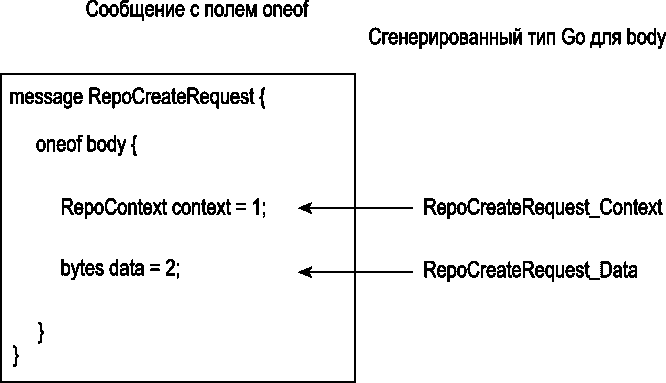 Сообщение с полем oneof
Сгенерированный тип Go для body
message RepoCreateRequest {
oneof body {
RepoContext context = 1;
RepoCreateRequest_Context
bytes data = 2;
RepoCreateRequest_Data
}
}